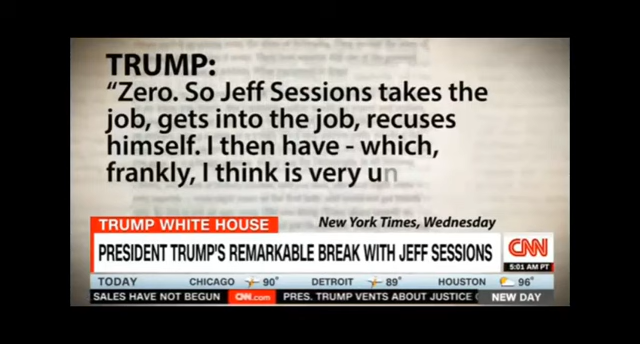 TRUMP:
“Zero. So Jeff Sessions takes the
job, gets into the job, recuses
himself. I then have - which,
frankly, I think is very un
TRUMP WHITE HOUSE
New York Times, Wednesday
PRESIDENT TRUMP'S REMARKABLE BREAK WITH JEFF SESSIONS
CNN
5:01 AM PT
TODAY CHICAGO 90° DETROIT 89° HOUSTON 96°
SALES HAVE NOT BEGUN CNN.com PRES. TRUMP VENTS ABOUT JUSTICE NEW DAY